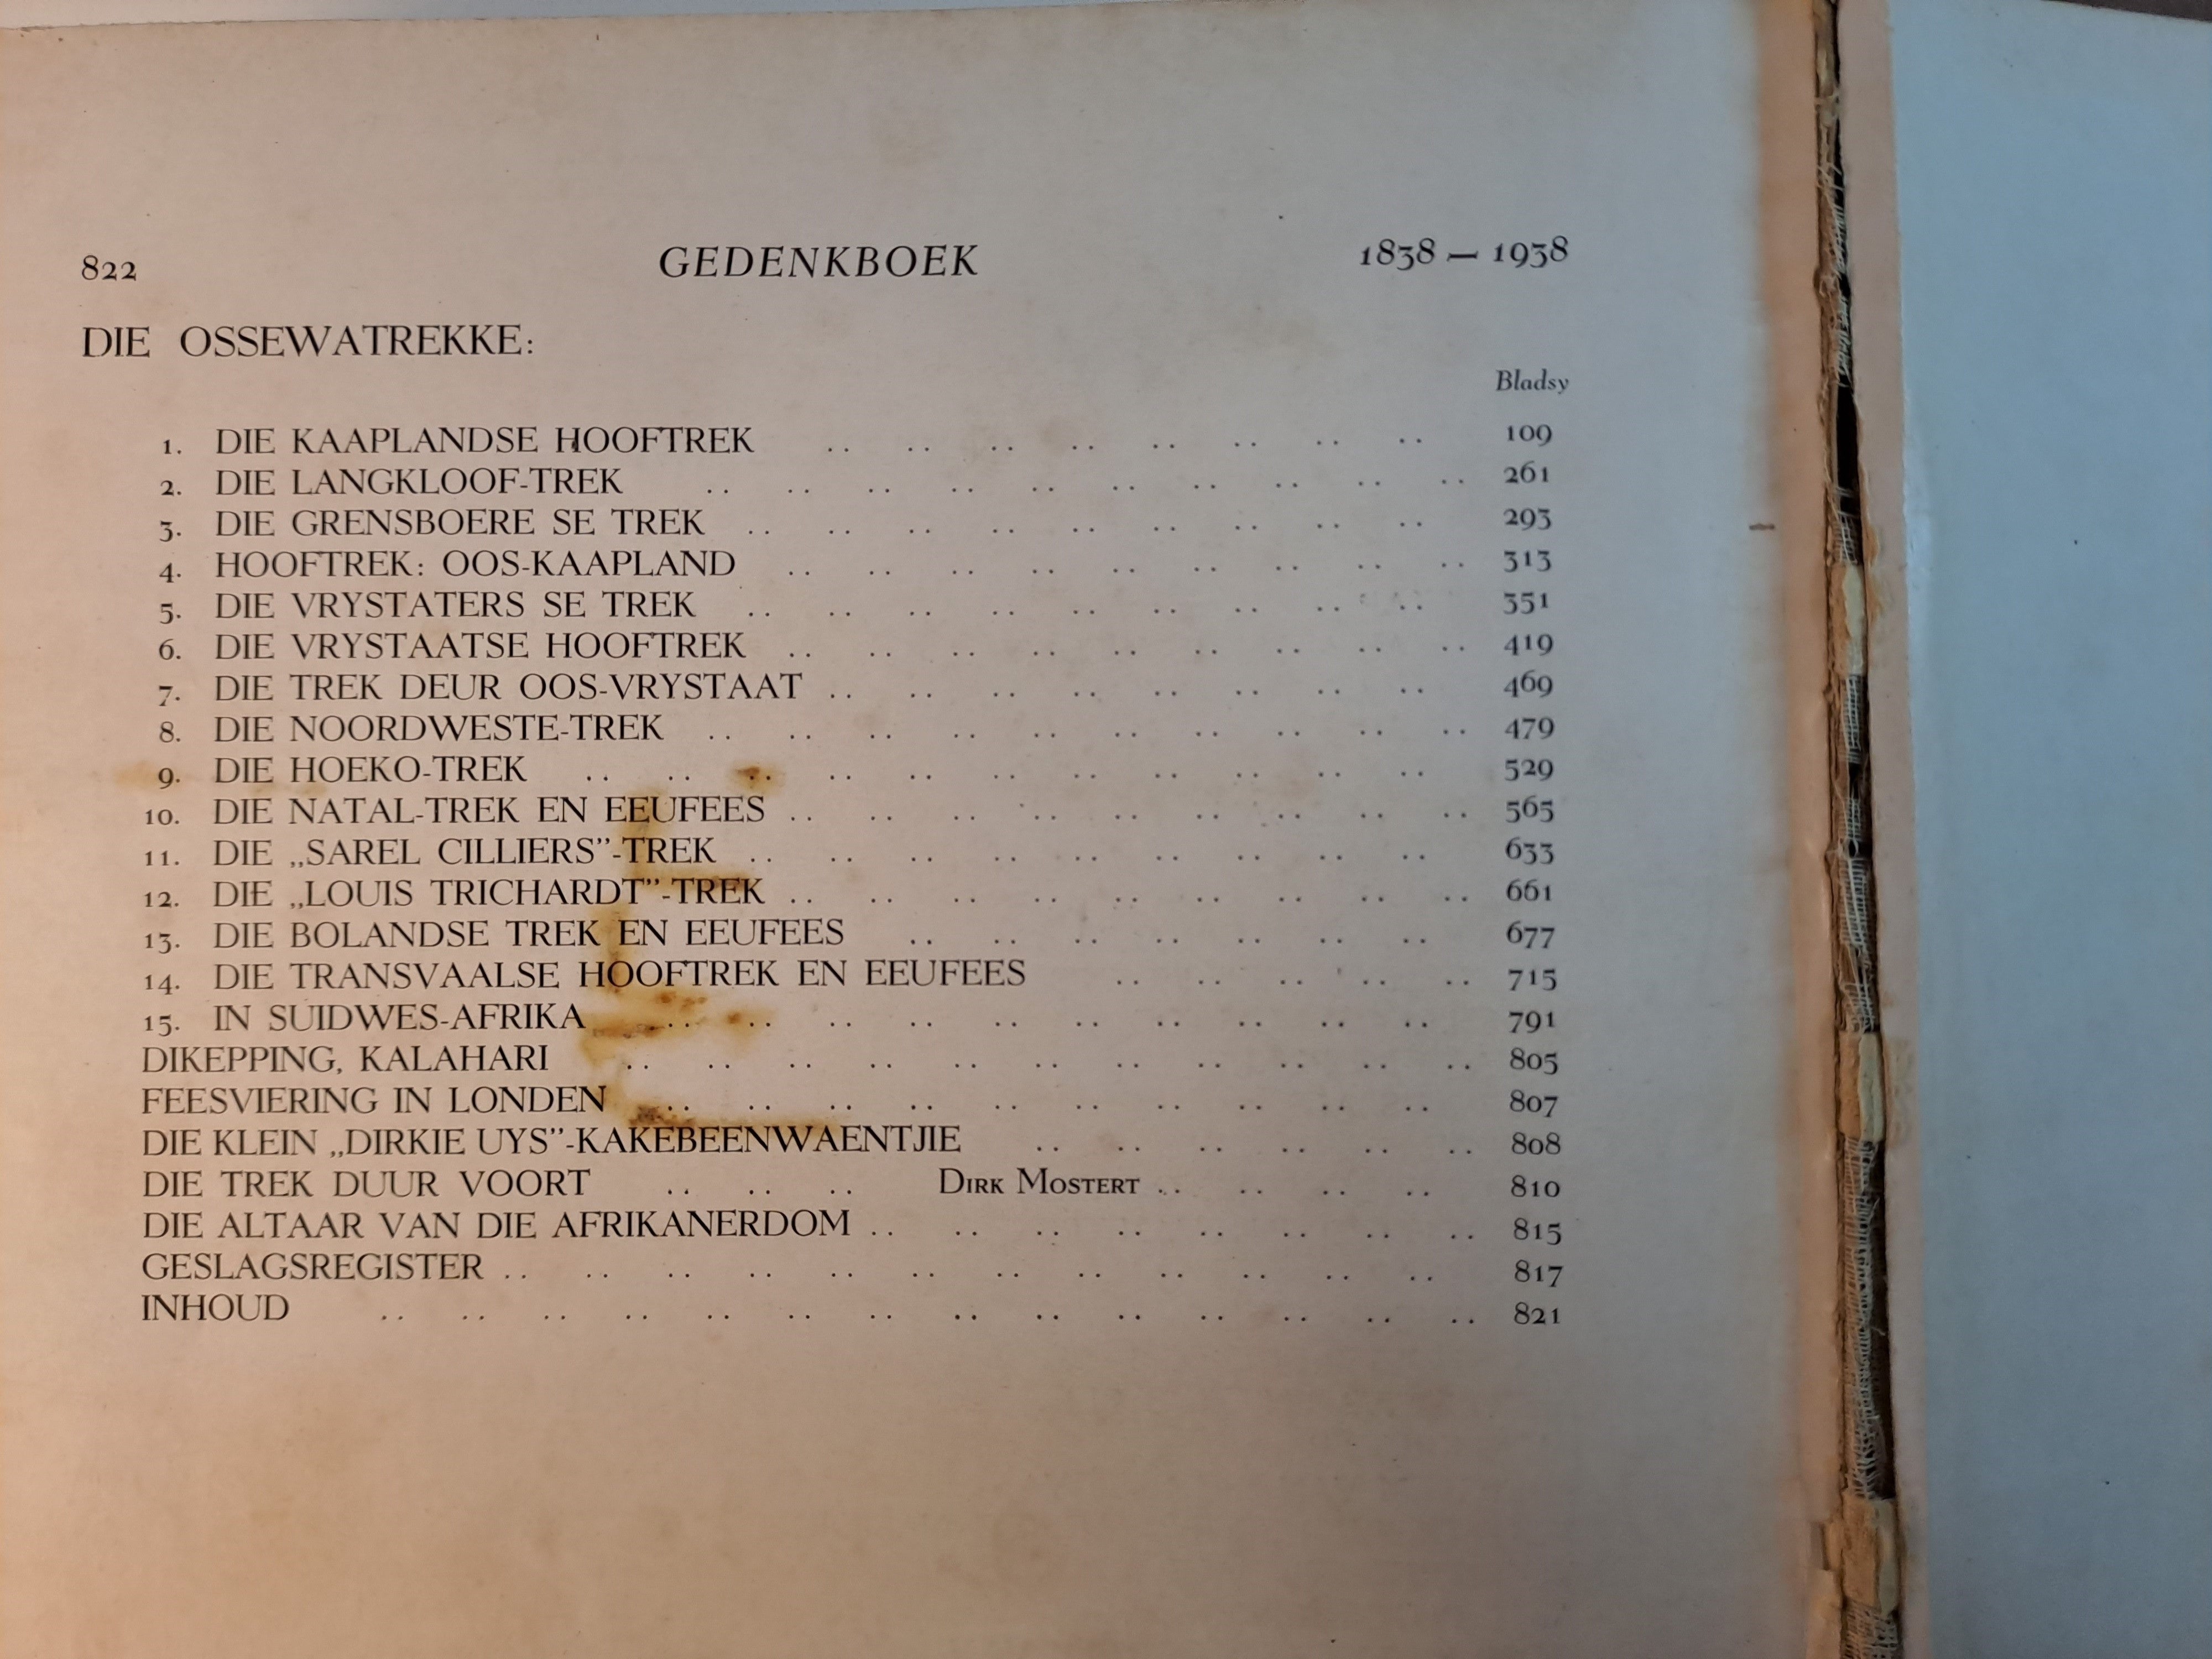 822 GEDENKBOEK 1838 — 1938
DIE OSSEWATREKKE:
Bladsy
1. DIE KAAPLANDSE HOOFTREK .. .. .. .. .. .. .. .. 109
2. DIE LANGKLOOF-TREK .. .. .. .. .. .. .. .. .. .. 261
3. DIE GRENSBOERE SE TREK .. .. .. .. .. .. .. .. .. 293
4. HOOFTREK: OOS-KAAPLAND .. .. .. .. .. .. .. .. .. 313
5. DIE VRYSTATERS SE TREK .. .. .. .. .. .. .. .. .. 351
6. DIE VRYSTAATSE HOOFTREK .. .. .. .. .. .. .. .. .. 419
7. DIE TREK DEUR OOS-VRYSTAAT .. .. .. .. .. .. .. .. 469
8. DIE NOORDWESTE-TREK .. .. .. .. .. .. .. .. .. .. 479
9. DIE HOEKO-TREK .. .. .. .. .. .. .. .. .. .. .. 529
10. DIE NATAL-TREK EN EEUFEES .. .. .. .. .. .. .. .. .. 565
11. DIE „SAREL CILLIERS”-TREK .. .. .. .. .. .. .. .. .. 633
12. DIE „LOUIS TRICHARDT”-TREK .. .. .. .. .. .. .. .. .. 661
13. DIE BOLANDSE TREK EN EEUFEES .. .. .. .. .. .. .. 677
14. DIE TRANSVAALSE HOOFTREK EN EEUFEES .. .. .. .. .. 715
15. IN SUIDWES-AFRIKA .. .. .. .. .. .. .. .. .. .. 791
DIKEPPING, KALAHARI .. .. .. .. .. .. .. .. .. .. .. 805
FEESVIERING IN LONDEN .. .. .. .. .. .. .. .. .. .. 807
DIE KLEIN „DIRKIE UYS”-KAKEBEENWAENTJIE .. .. .. .. .. .. 808
DIE TREK DUUR VOORT .. .. .. DIRK MOSTERT .. .. .. .. 810
DIE ALTAAR VAN DIE AFRIKANERDOM .. .. .. .. .. .. .. .. 815
GESLAGSREGISTER .. .. .. .. .. .. .. .. .. .. .. .. 817
INHOUD .. .. .. .. .. .. .. .. .. .. .. .. .. .. 821